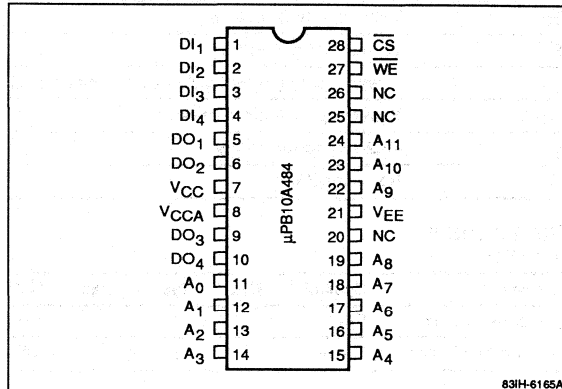 DI1 1 28 CS
DI2 2 27 WE
DI3 3 26 NC
DI4 4 25 NC
DO1 5 24 A11
DO2 6 23 A10
VCC 7 22 A9
VCCA 8 21 VEE
DO3 9 20 NC
DO4 10 19 A8
A0 11 18 A7
A1 12 17 A6
A2 13 16 A5
A3 14 15 A4
μPB10A484
83IH-6165A